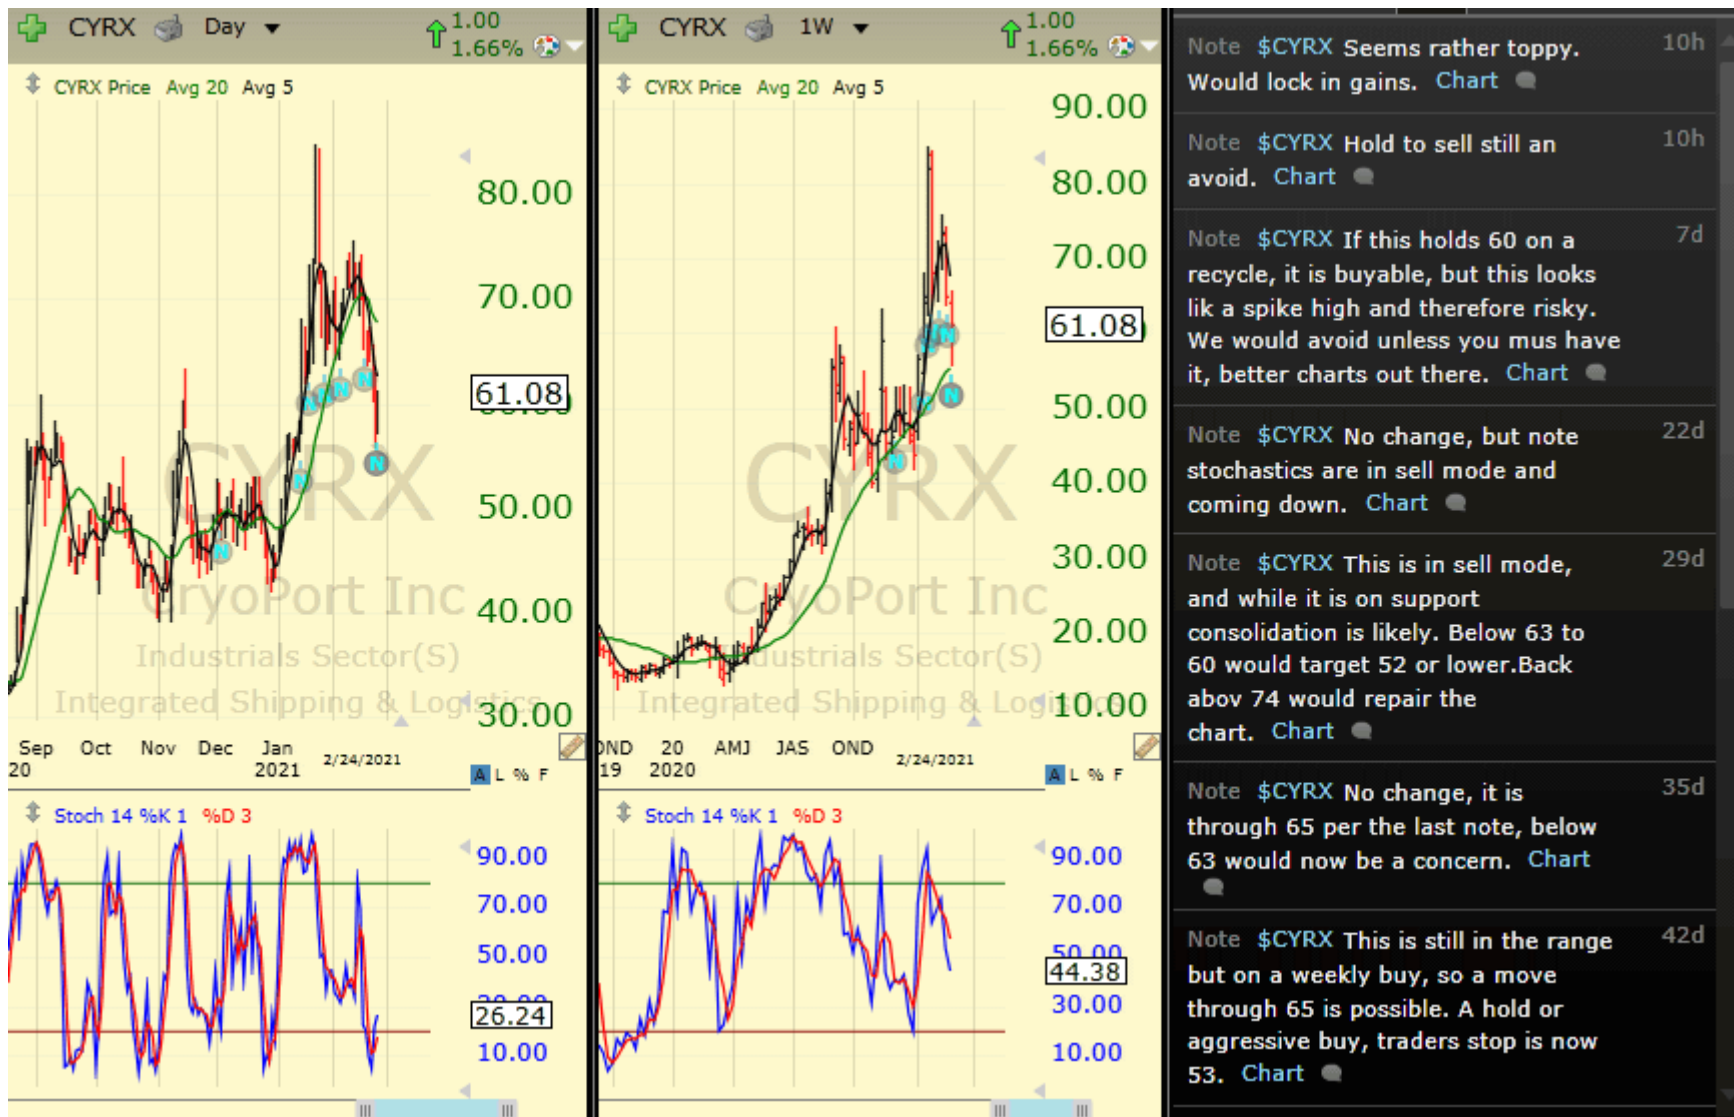 CYRX Day 1.00
1.66%
CYRX Price Avg 20 Avg 5
80.00
70.00
61.08
50.00
40.00
30.00
CYRX
CryoPort Inc
Industrials Sector(S)
Integrated Shipping & Logistics
N
N
N
N
N
N
N
Sep Oct Nov Dec Jan
20 2021 2/24/2021
A L % F
Stoch 14 %K 1 %D 3
90.00
70.00
50.00
26.24
10.00
CYRX 1W 1.00
1.66%
CYRX Price Avg 20 Avg 5
90.00
80.00
70.00
61.08
50.00
40.00
30.00
20.00
10.00
CYRX
CryoPort Inc
Industrials Sector(S)
Integrated Shipping & Logistics
OND 20 AMJ JAS OND
19 2020 2/24/2021
A L % F
Stoch 14 %K 1 %D 3
90.00
70.00
50.00
44.38
30.00
10.00
Note $CYRX Seems rather toppy. 10h
Would lock in gains. Chart
Note $CYRX Hold to sell still an 10h
avoid. Chart
Note $CYRX If this holds 60 on a 7d
recycle, it is buyable, but this looks
lik a spike high and therefore risky.
We would avoid unless you mus have
it, better charts out there. Chart
Note $CYRX No change, but note 22d
stochastics are in sell mode and
coming down. Chart
Note $CYRX This is in sell mode, 29d
and while it is on support
consolidation is likely. Below 63 to
60 would target 52 or lower.Back
abov 74 would repair the
chart. Chart
Note $CYRX No change, it is 35d
through 65 per the last note, below
63 would now be a concern. Chart
Note $CYRX This is still in the range 42d
but on a weekly buy, so a move
through 65 is possible. A hold or
aggressive buy, traders stop is now
53. Chart